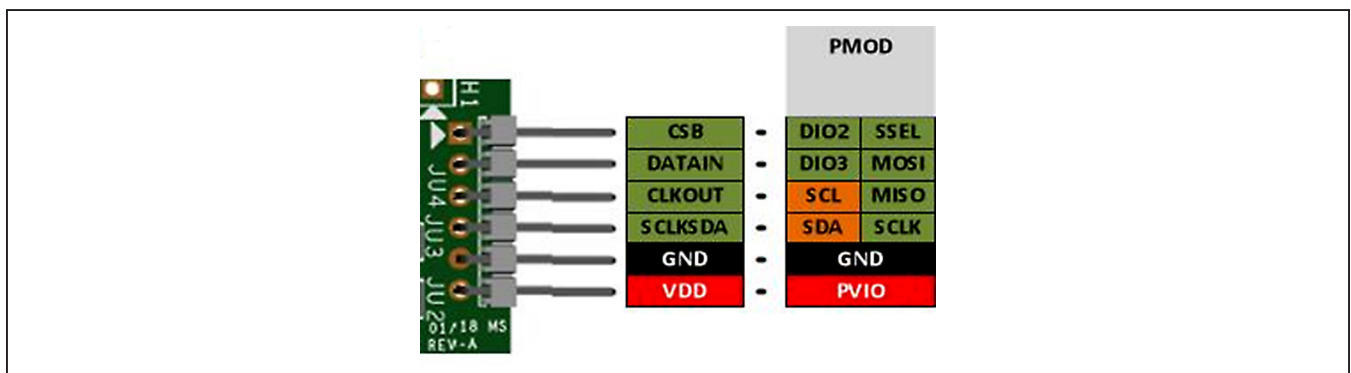 PMOD
H1
CSB - DIO2 SSEL
DATAIN - DIO3 MOSI
CLKOUT - SCL MISO
SCLKSDA - SDA SCLK
GND - GND
VDD - PVIO
JU4
JU3
JU2
01/18 MS
REV-A